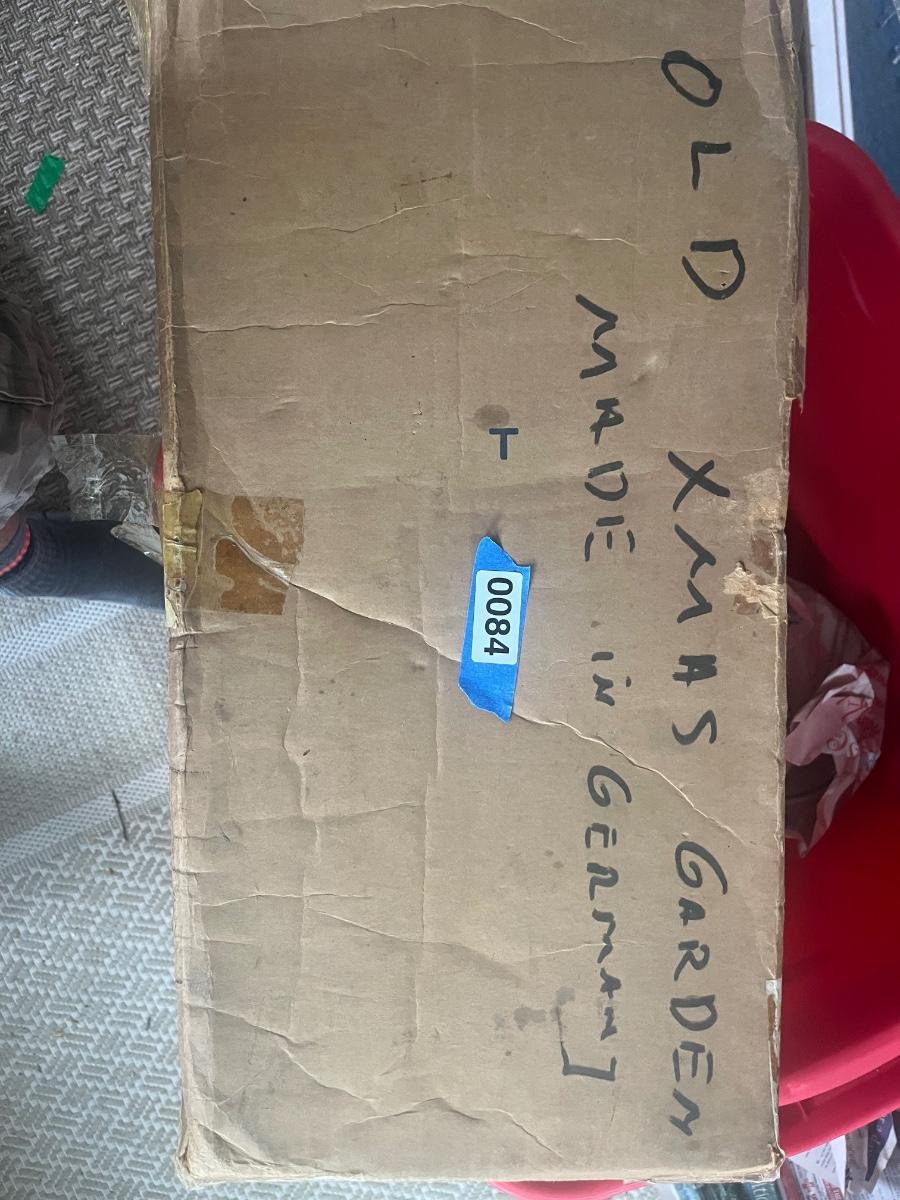 OLD XMAS GARDEN
MADE iN GERMANY
0084